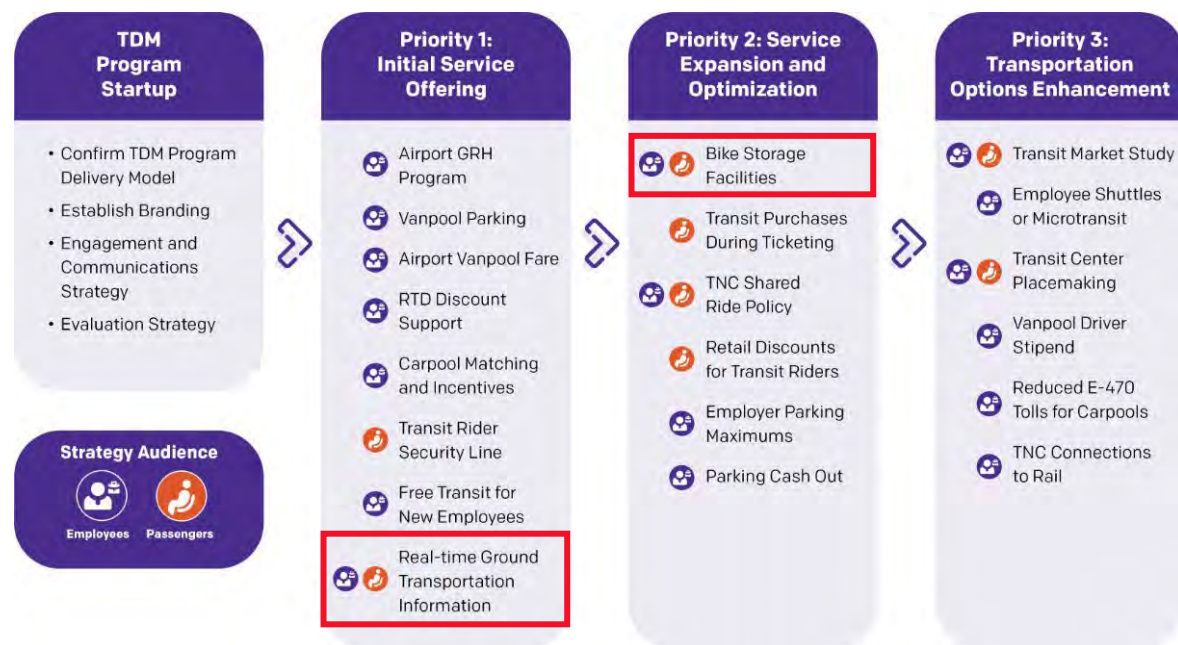 TDM
Program
Startup
• Confirm TDM Program
Delivery Model
• Establish Branding
• Engagement and
Communications
Strategy
• Evaluation Strategy
Strategy Audience
Employees Passengers
Priority 1:
Initial Service
Offering
Airport GRH
Program
Vanpool Parking
Airport Vanpool Fare
RTD Discount
Support
Carpool Matching
and Incentives
Transit Rider
Security Line
Free Transit for
New Employees
Real-time Ground
Transportation
Information
Priority 2: Service
Expansion and
Optimization
Bike Storage
Facilities
Transit Purchases
During Ticketing
TNC Shared
Ride Policy
Retail Discounts
for Transit Riders
Employer Parking
Maximums
Parking Cash Out
Priority 3:
Transportation
Options Enhancement
Transit Market Study
Employee Shuttles
or Microtransit
Transit Center
Placemaking
Vanpool Driver
Stipend
Reduced E-470
Tolls for Carpools
TNC Connections
to Rail